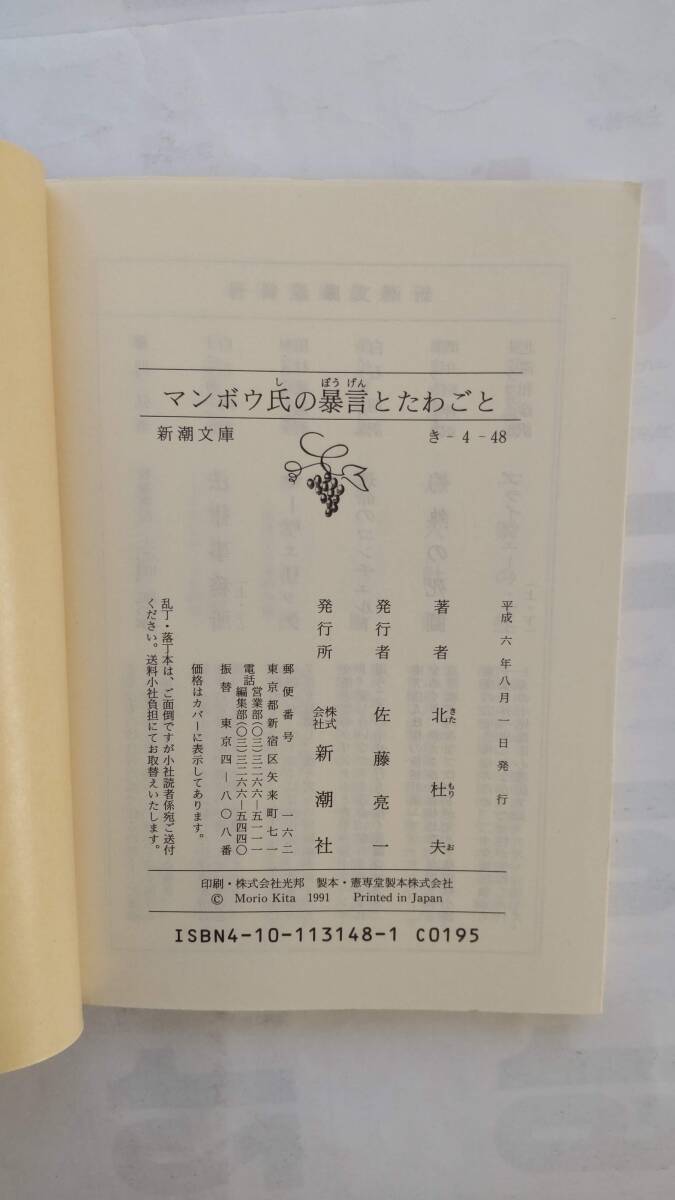 マンボウ氏の暴言とたわごと
し
ぼうげん
新潮文庫
き-4-48
平成六年八月一日発行
著者 北杜夫
きた もり お
発行者 佐藤亮一
発行所 株式会社 新潮社
郵便番号 一六二
東京都新宿区矢来町七一
電話 営業部(〇三)三二六六―五一一一
編集部(〇三)三二六六―五四四〇
振替 東京四―八〇八番
価格はカバーに表示してあります。
乱丁・落丁本は、ご面倒ですが小社読者係宛ご送付
ください。送料小社負担にてお取替えいたします。
印刷・株式会社光邦 製本・憲専堂製本株式会社
© Morio Kita 1991 Printed in Japan
ISBN4-10-113148-1 C0195